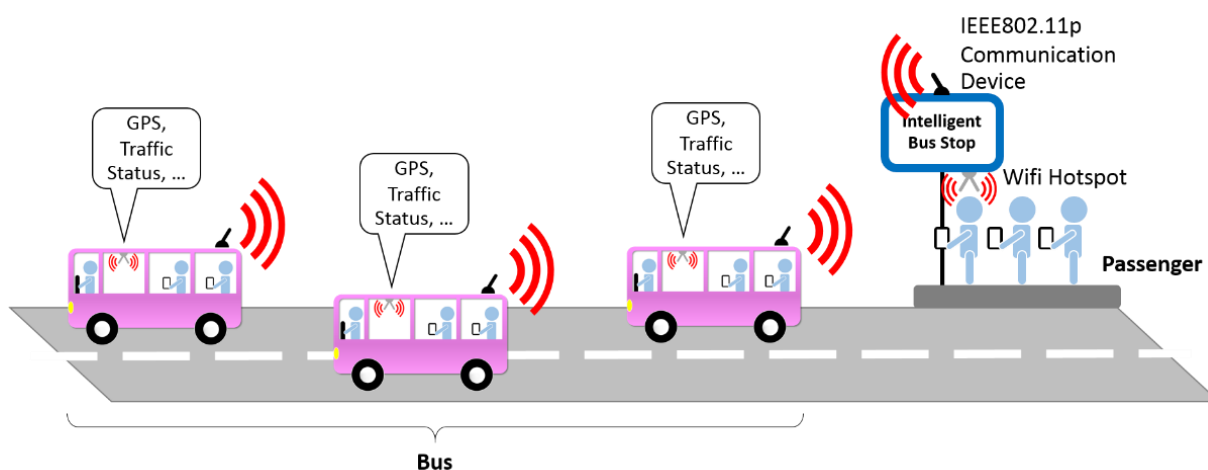 GPS,
Traffic
Status, ...
GPS,
Traffic
Status, ...
GPS,
Traffic
Status, ...
IEEE802.11p
Communication
Device
Intelligent
Bus Stop
Wifi Hotspot
Passenger
Bus